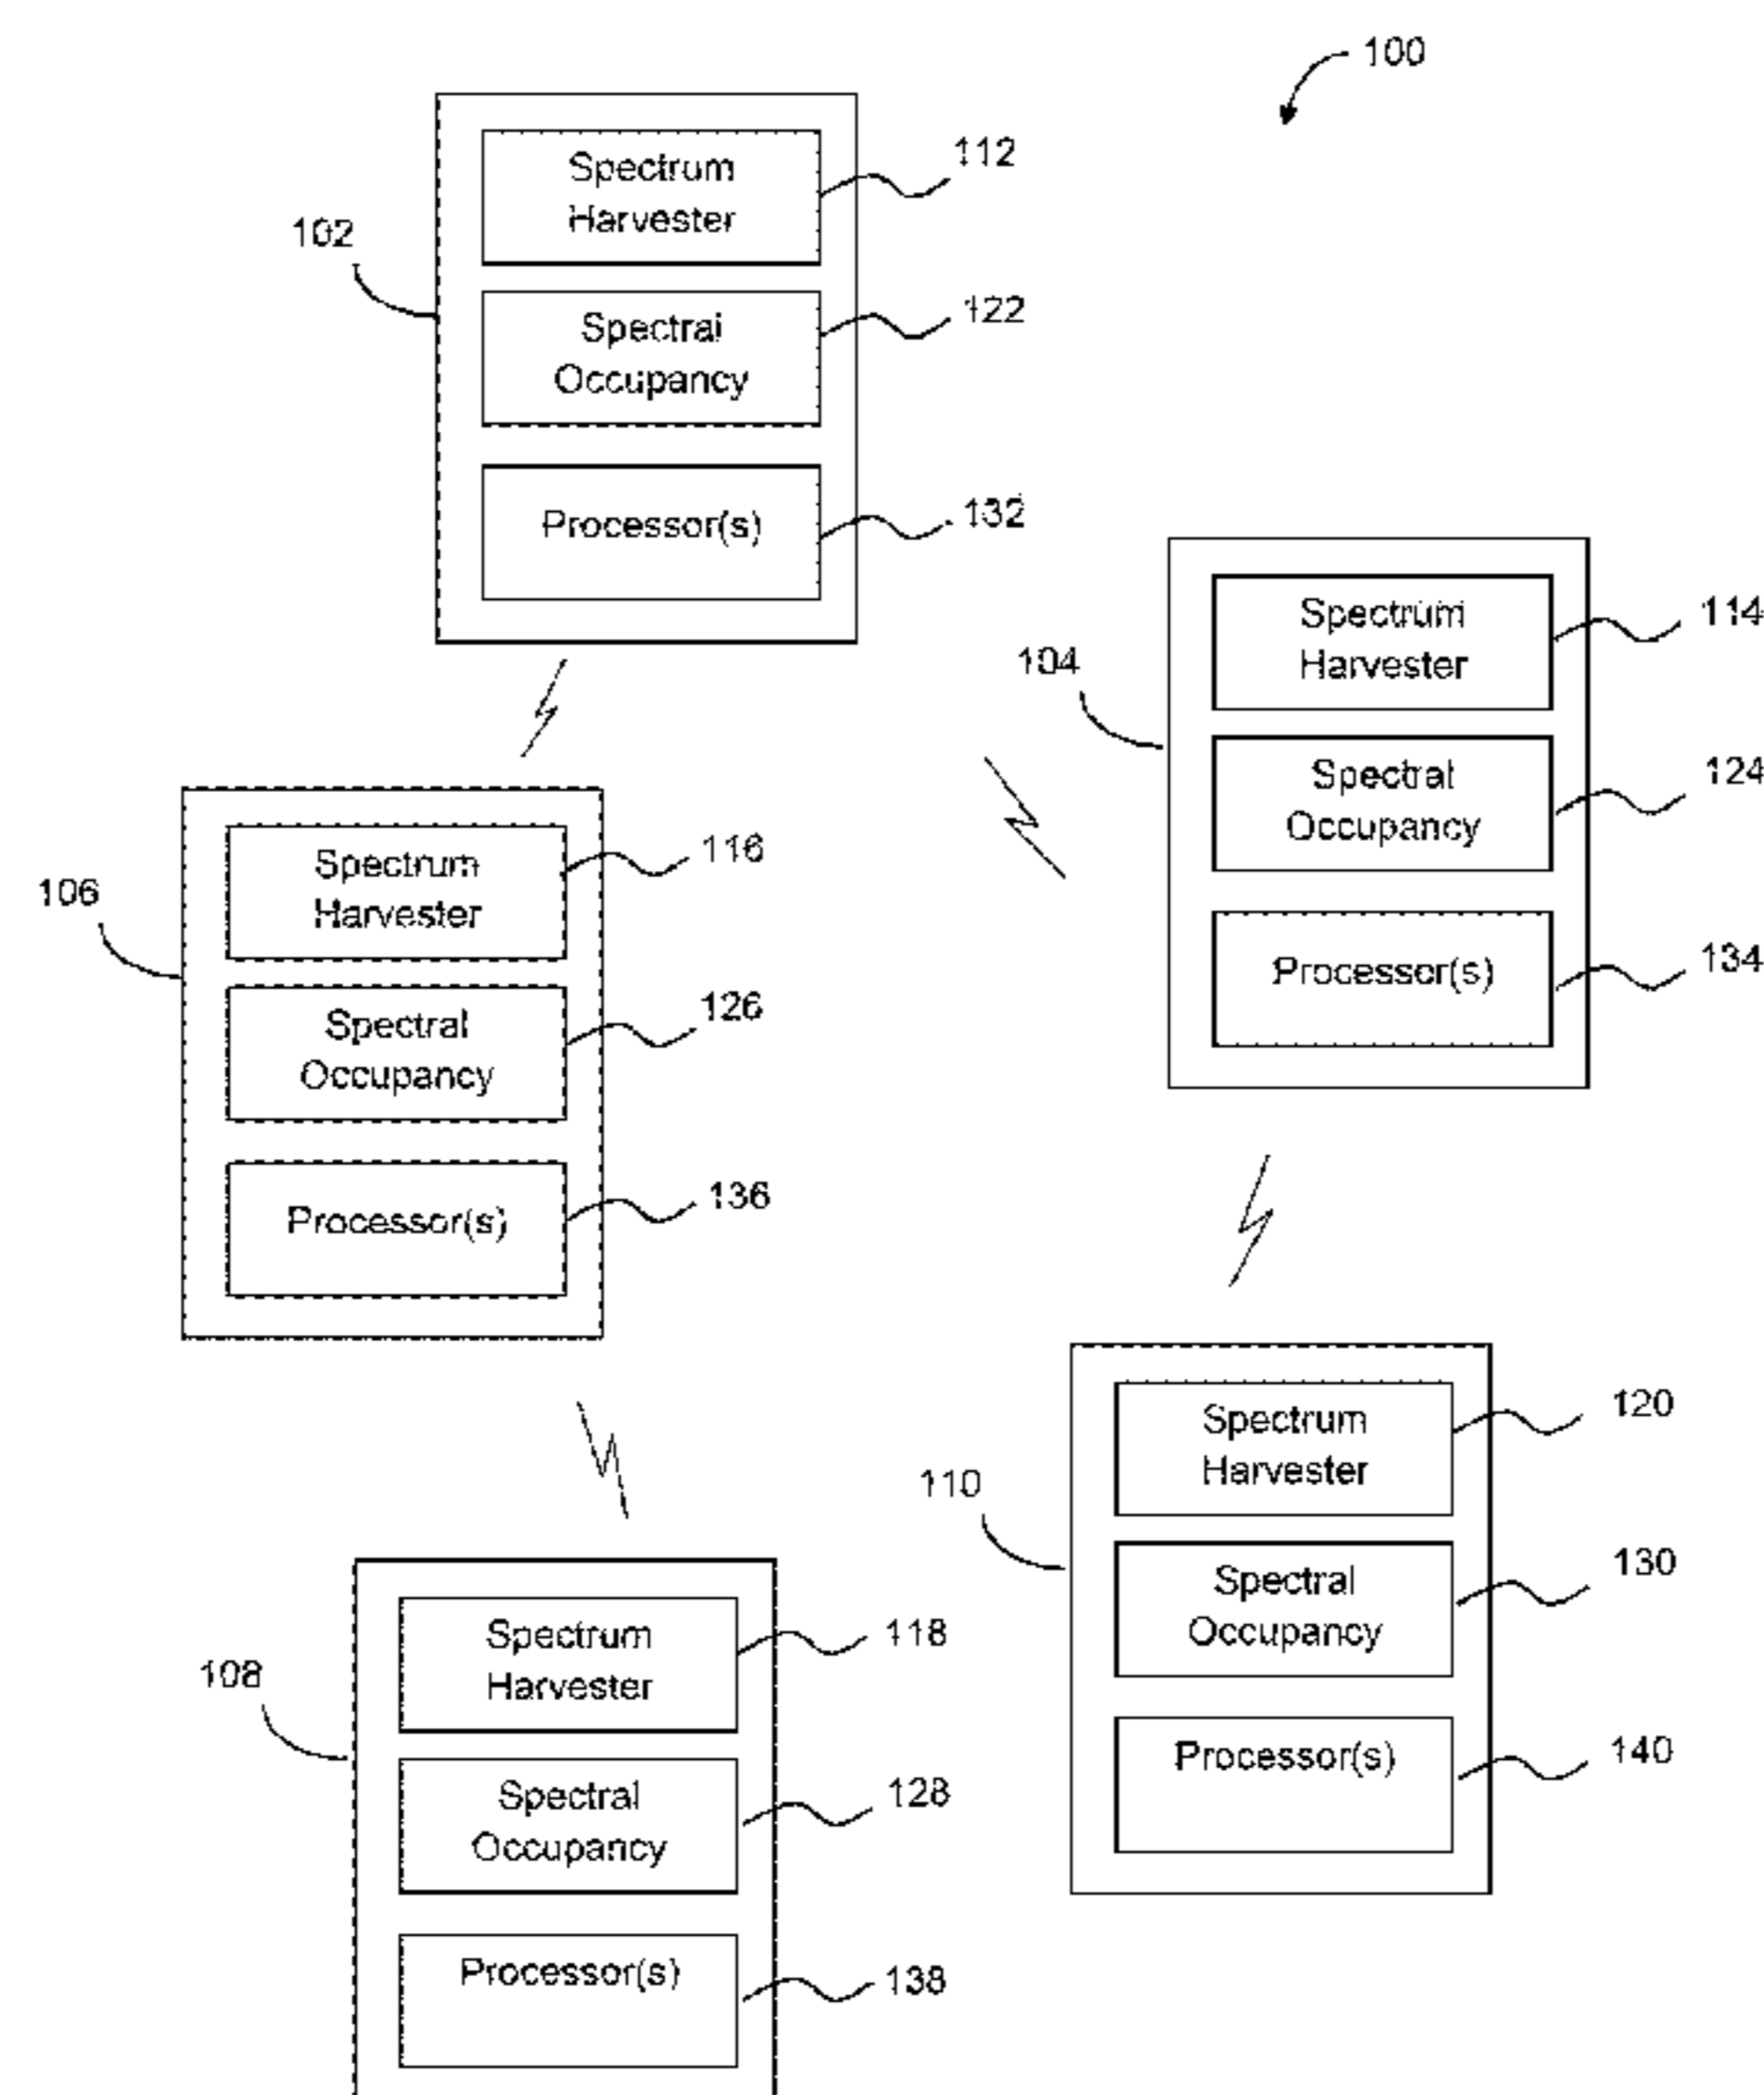 100
102
Spectrum
Harvester
112
Spectral
Occupancy
122
Processor(s)
132
104
Spectrum
Harvester
114
Spectral
Occupancy
124
Processor(s)
134
106
Spectrum
Harvester
116
Spectral
Occupancy
126
Processor(s)
136
110
Spectrum
Harvester
120
Spectral
Occupancy
130
Processor(s)
140
108
Spectrum
Harvester
118
Spectral
Occupancy
128
Processor(s)
138